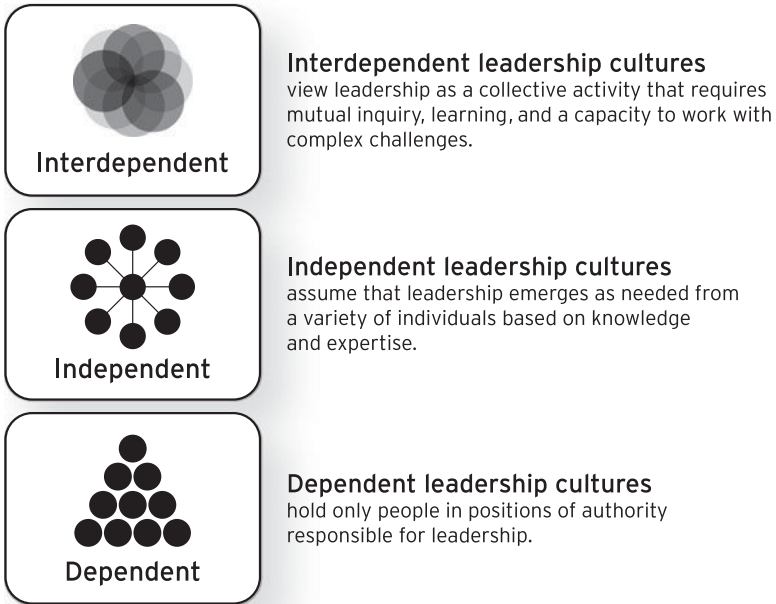 Interdependent
Interdependent leadership cultures
view leadership as a collective activity that requires
mutual inquiry, learning, and a capacity to work with
complex challenges.
Independent
Independent leadership cultures
assume that leadership emerges as needed from
a variety of individuals based on knowledge
and expertise.
Dependent
Dependent leadership cultures
hold only people in positions of authority
responsible for leadership.